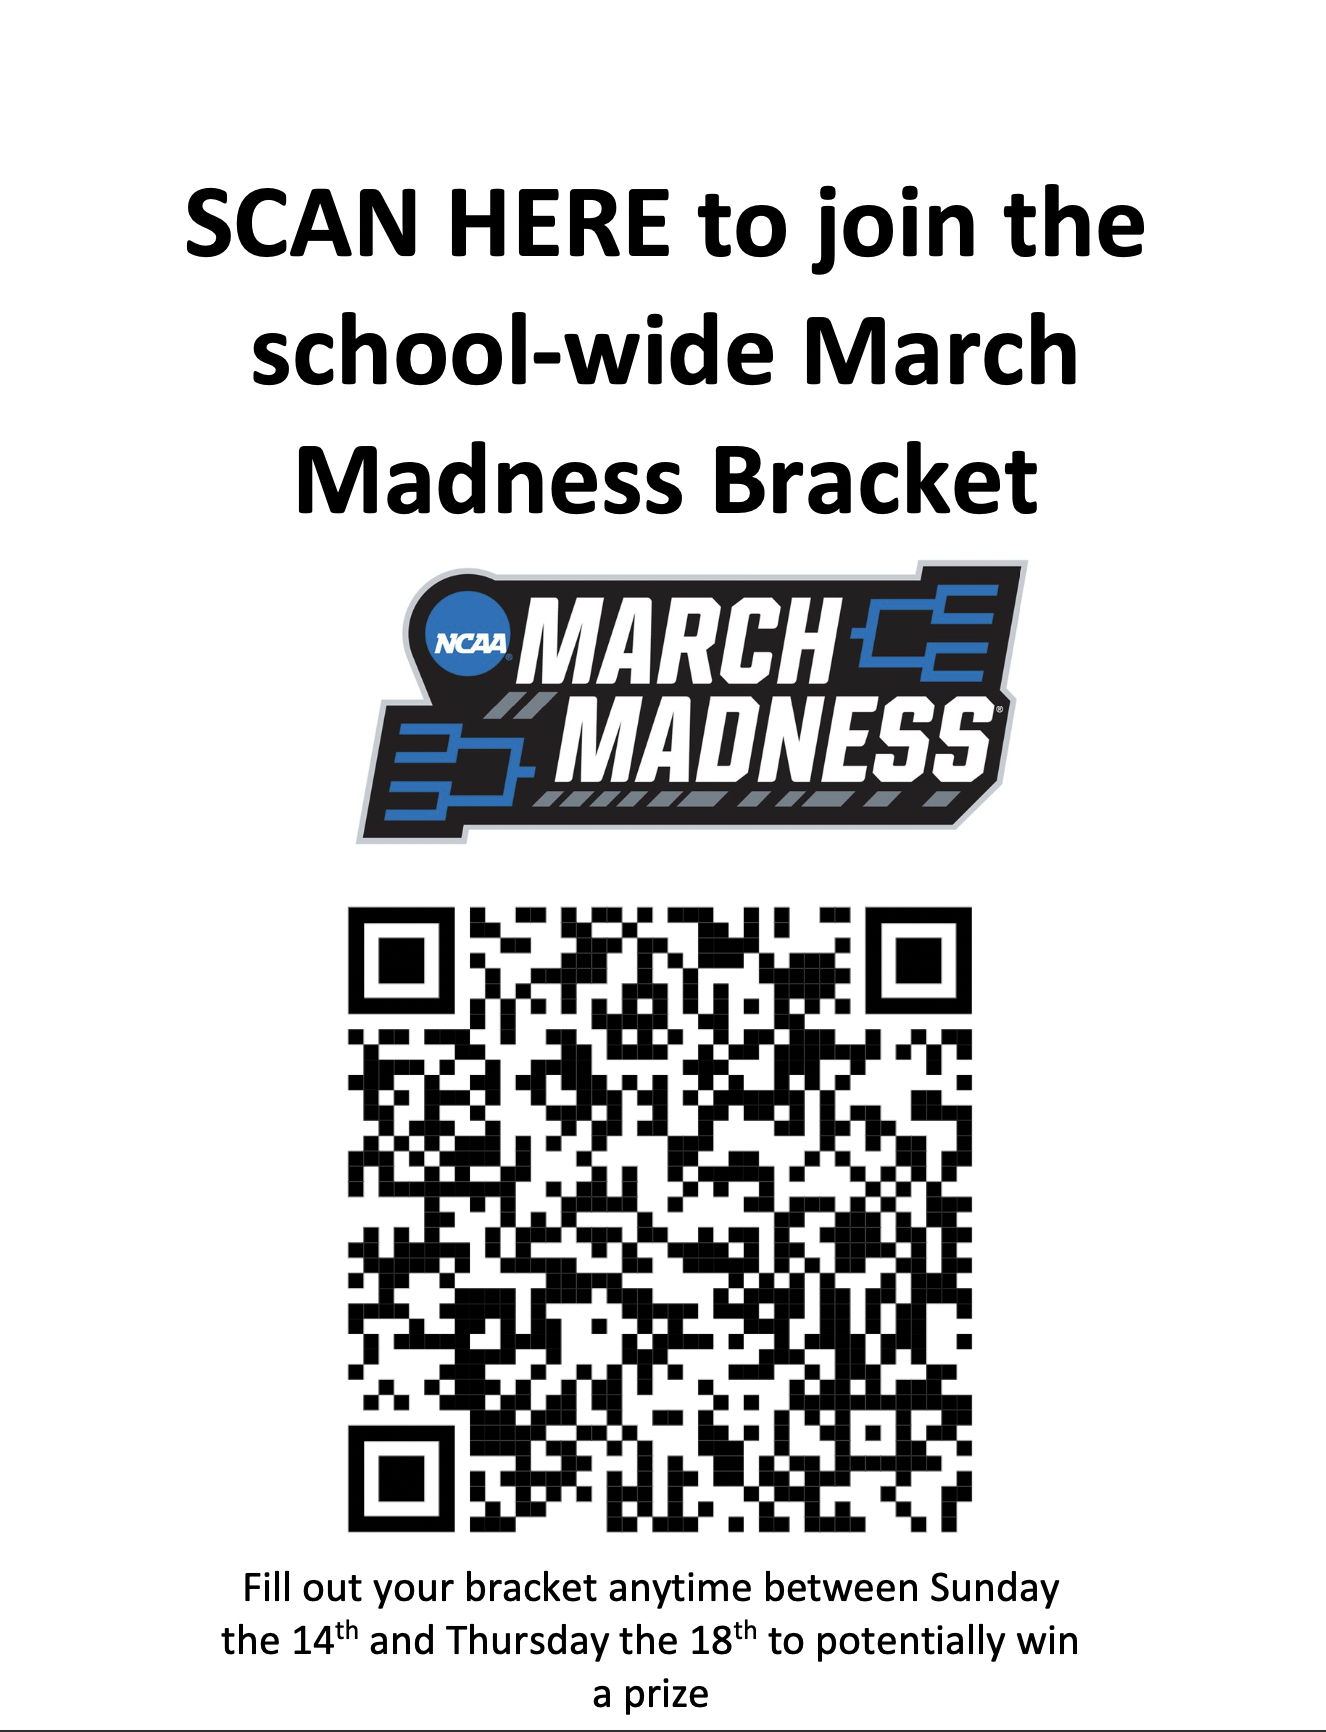 SCAN HERE to join the
school-wide March
Madness Bracket
NCAA®
MARCH
MADNESS®
Fill out your bracket anytime between Sunday
the 14th and Thursday the 18th to potentially win
a prize